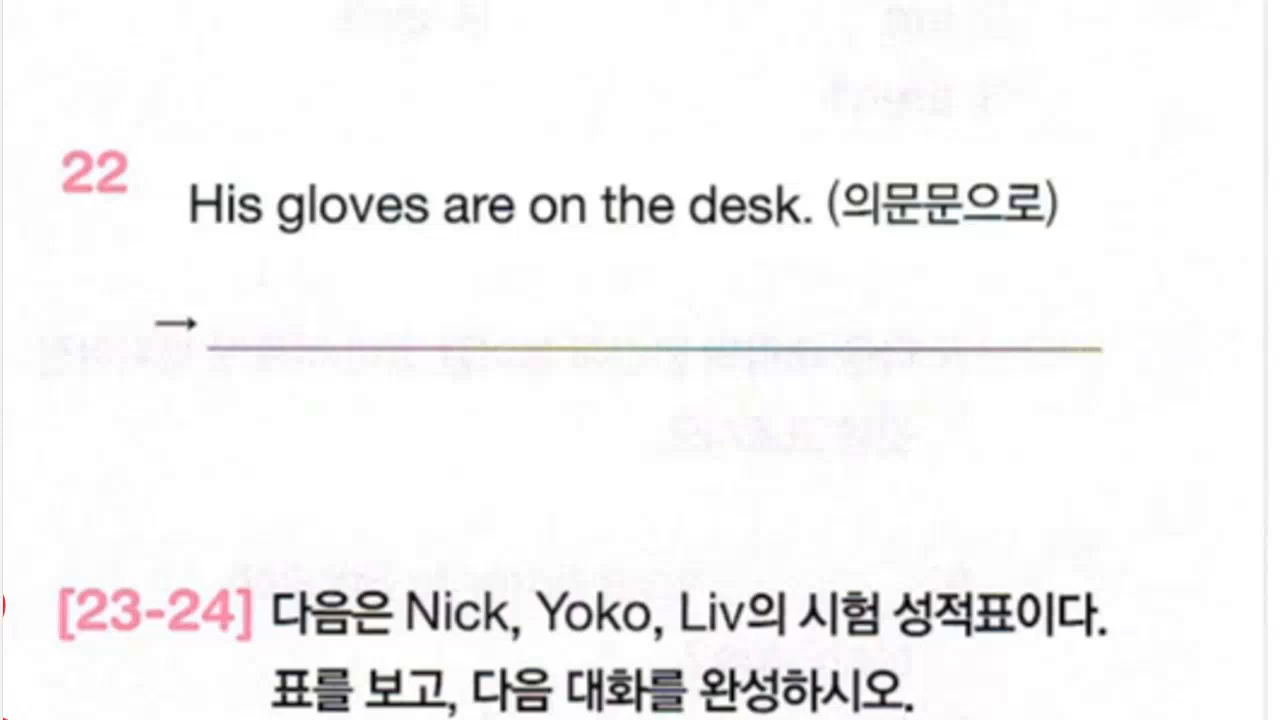 22
His gloves are on the desk. (의문문으로)
→
[23-24] 다음은 Nick, Yoko, Liv의 시험 성적표이다.
표를 보고, 다음 대화를 완성하시오.